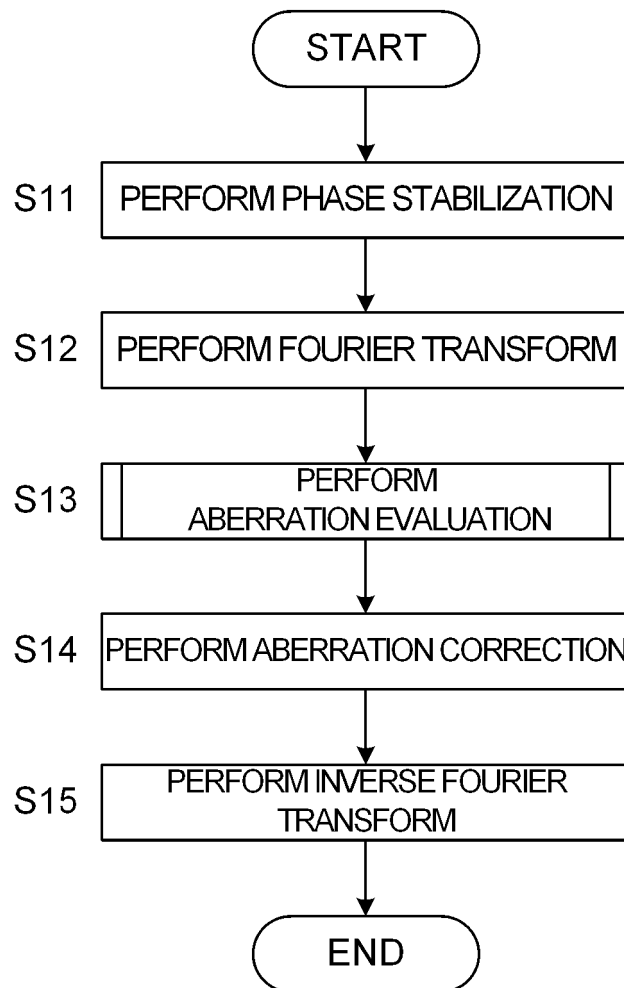 START
S11
PERFORM PHASE STABILIZATION
S12
PERFORM FOURIER TRANSFORM
S13
PERFORM
ABERRATION EVALUATION
S14
PERFORM ABERRATION CORRECTION
S15
PERFORM INVERSE FOURIER
TRANSFORM
END